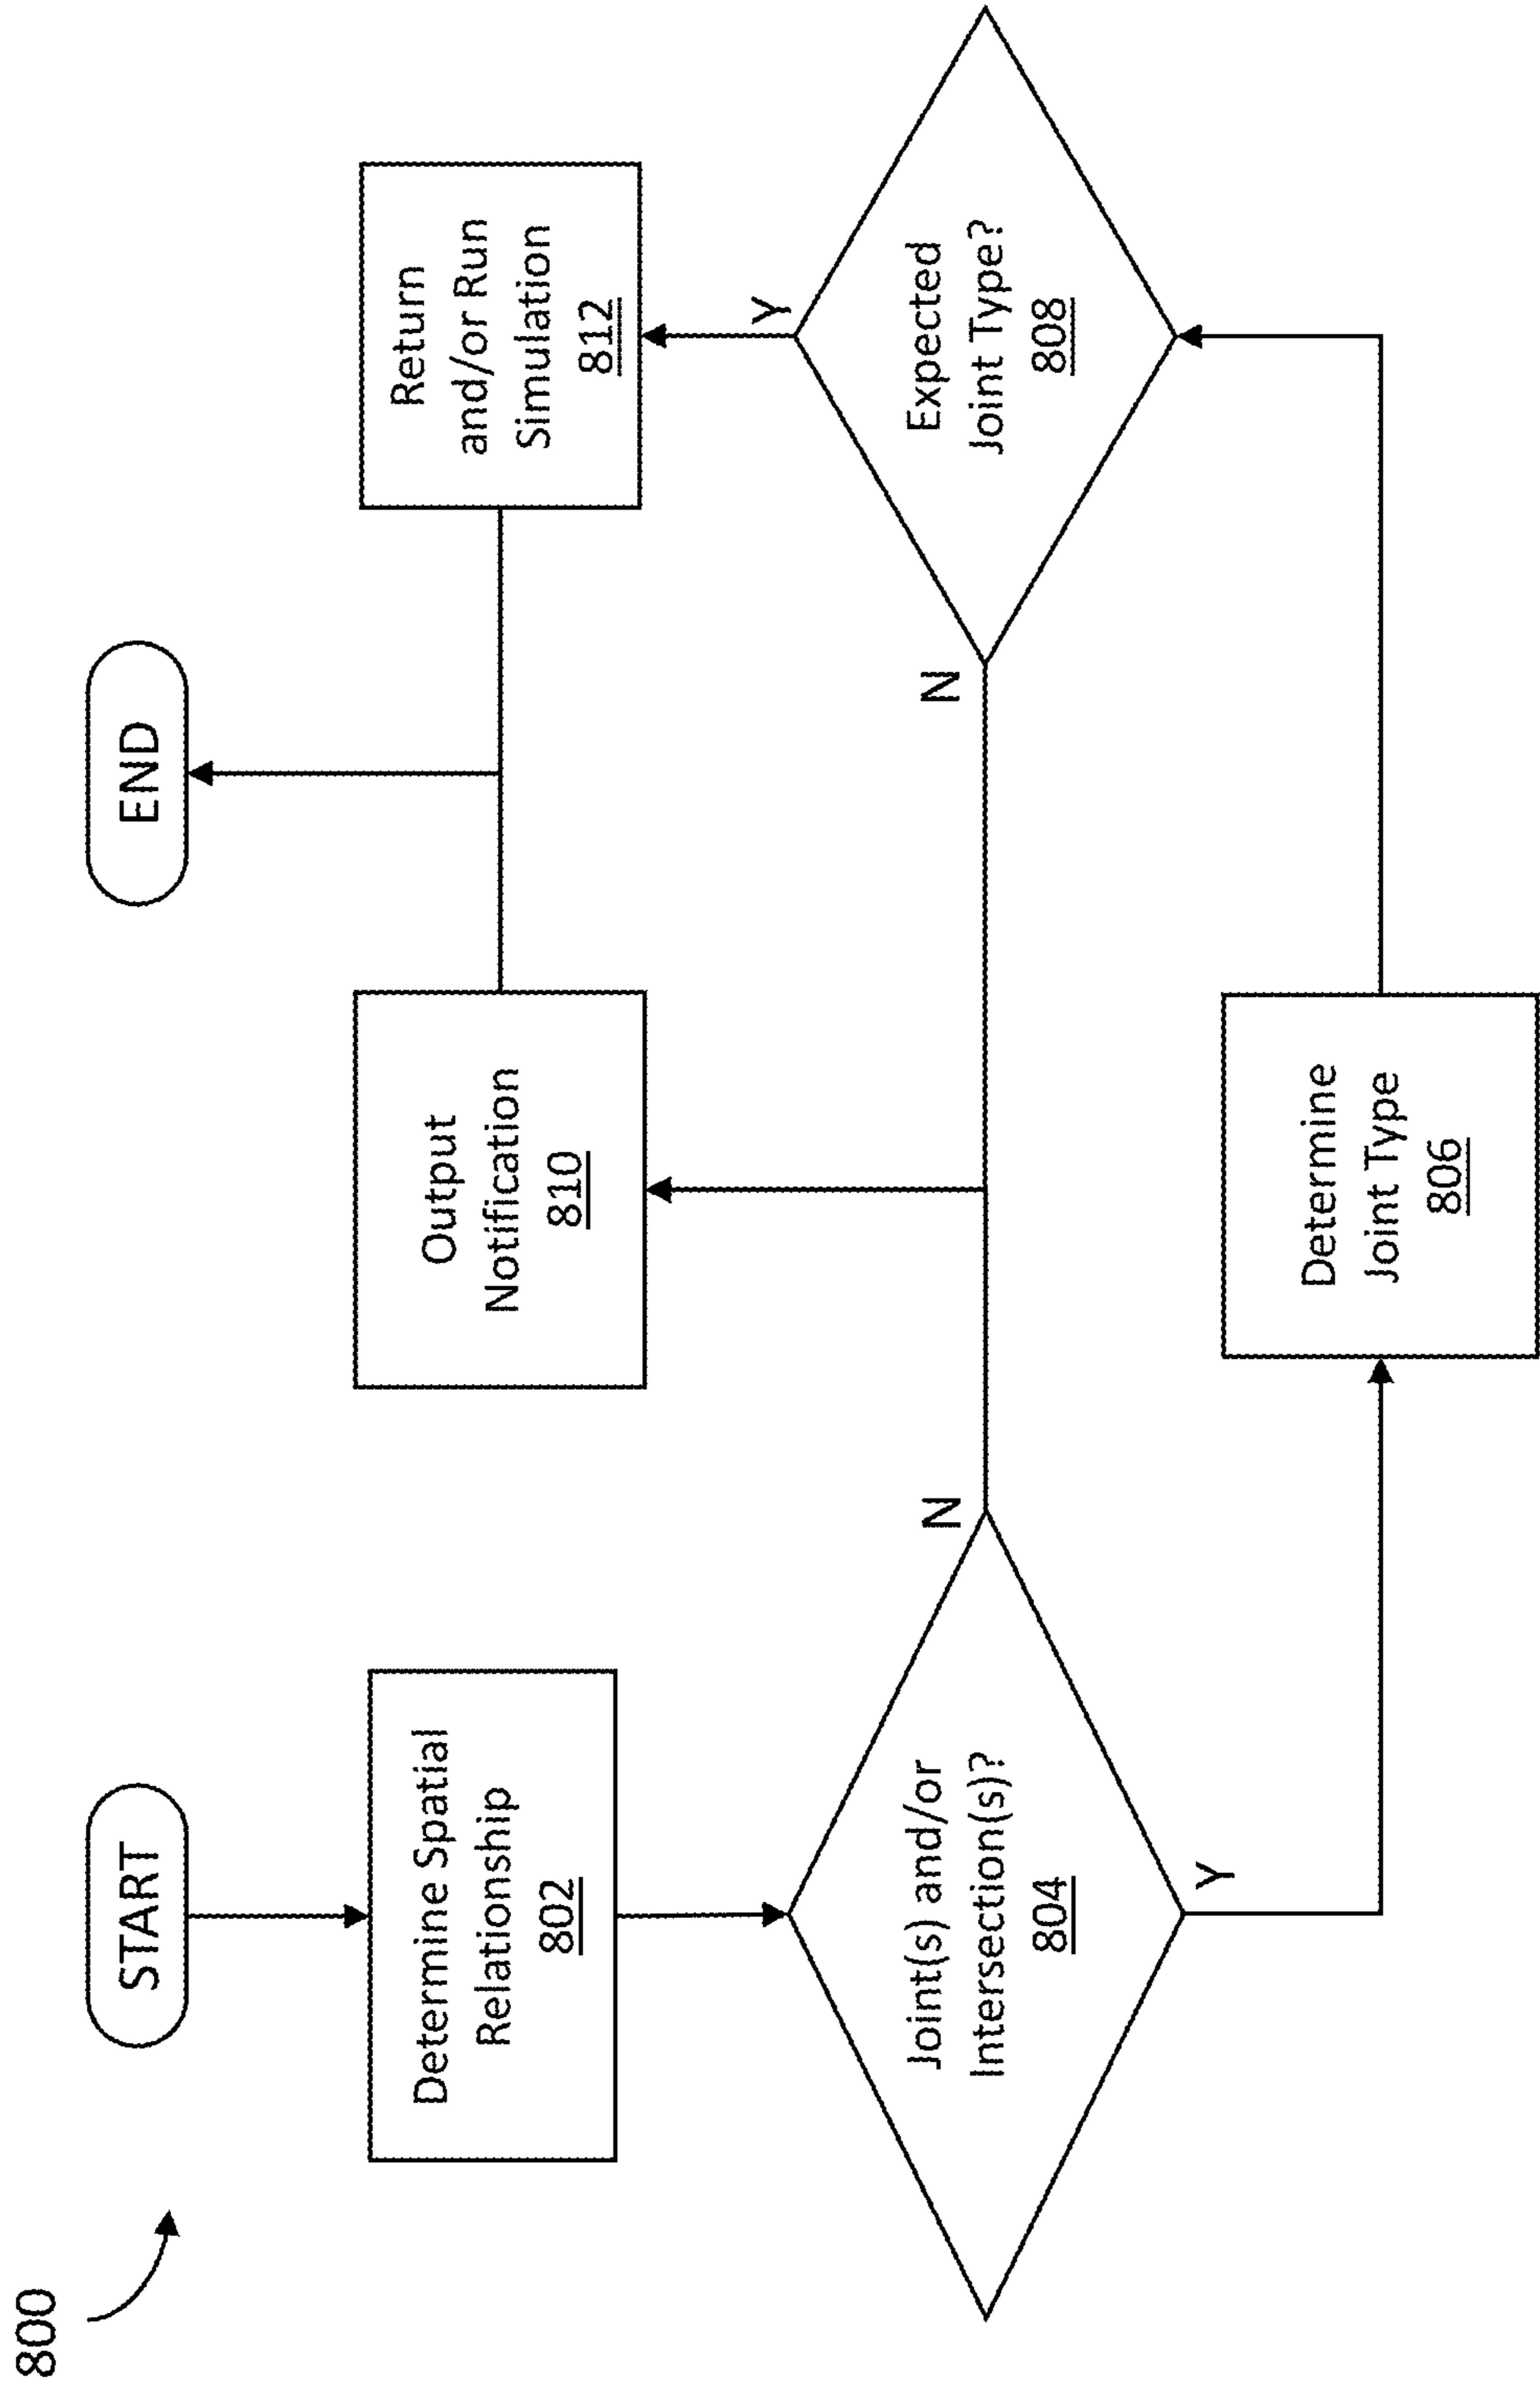 800
START
Determine Spatial
Relationship
802
Joint(s) and/or
Intersection(s)?
804
N
Y
Determine
Joint Type
806
Output
Notification
810
END
Return
and/or Run
Simulation
812
Y
Expected
Joint Type?
808
N